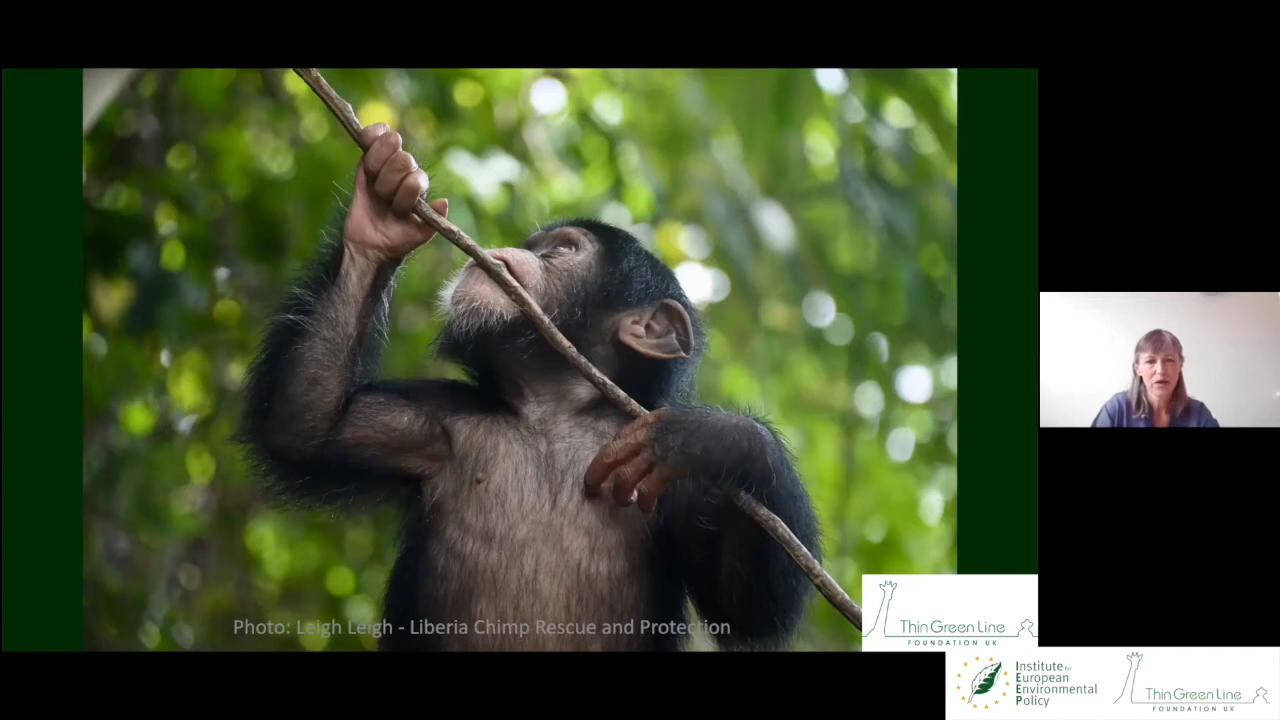 Photo: Leigh Leigh - Liberia Chimp Rescue and Protection
Thin Green Line
FOUNDATION UK
Institute for
European
Environmental
Policy
Thin Green Line
FOUNDATION UK